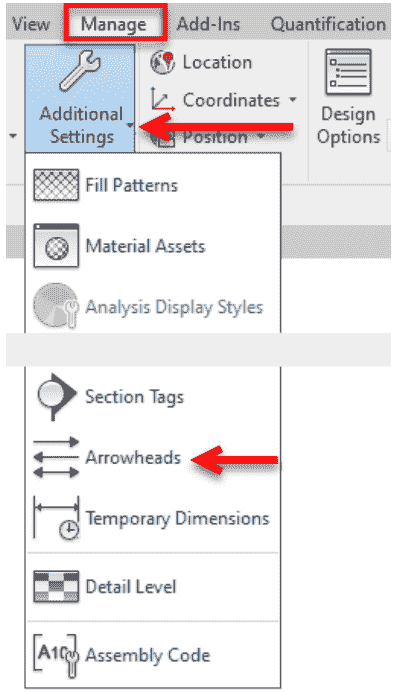 View Manage Add-Ins Quantification
Additional Settings
Location
Coordinates
Position
Design Options
Fill Patterns
Material Assets
Analysis Display Styles
Section Tags
Arrowheads
Temporary Dimensions
Detail Level
A10
Assembly Code